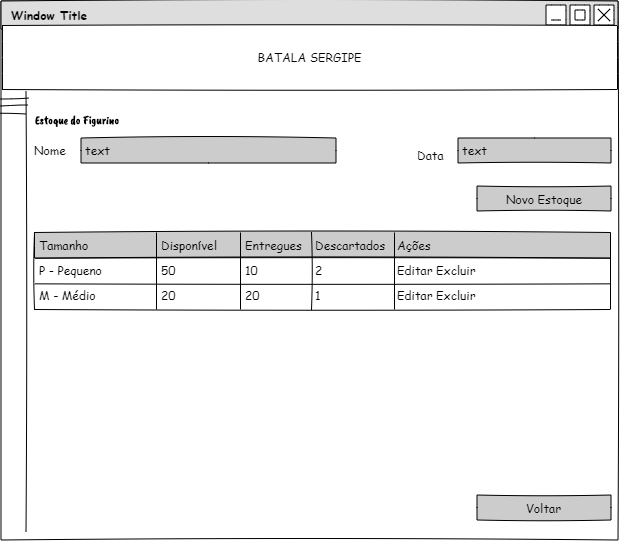 Window Title
BATALA SERGIPE
Estoque do Figurino
Nome text Data text
Novo Estoque
Tamanho Disponível Entregues Descartados Ações
P - Pequeno 50 10 2 Editar Excluir
M - Médio 20 20 1 Editar Excluir
Voltar